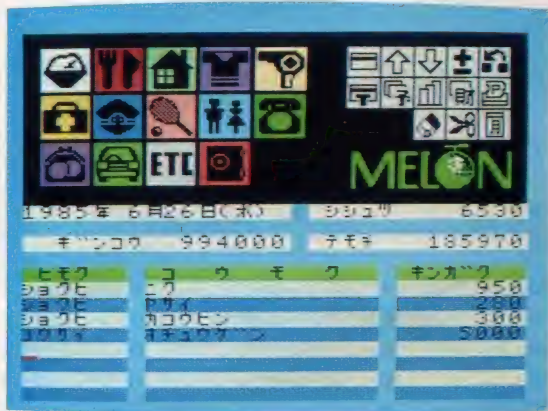 ETC
MELON
1985年 6月26日(水) シシュツ 6530
ギンコウ 994000 テモチ 185970
ヒモク コウモク キンガク
ショクヒ ニク 950
ショクヒ ヤサイ 280
ショクヒ カコウヒン 300
コウサイ オチュウゲン 5000